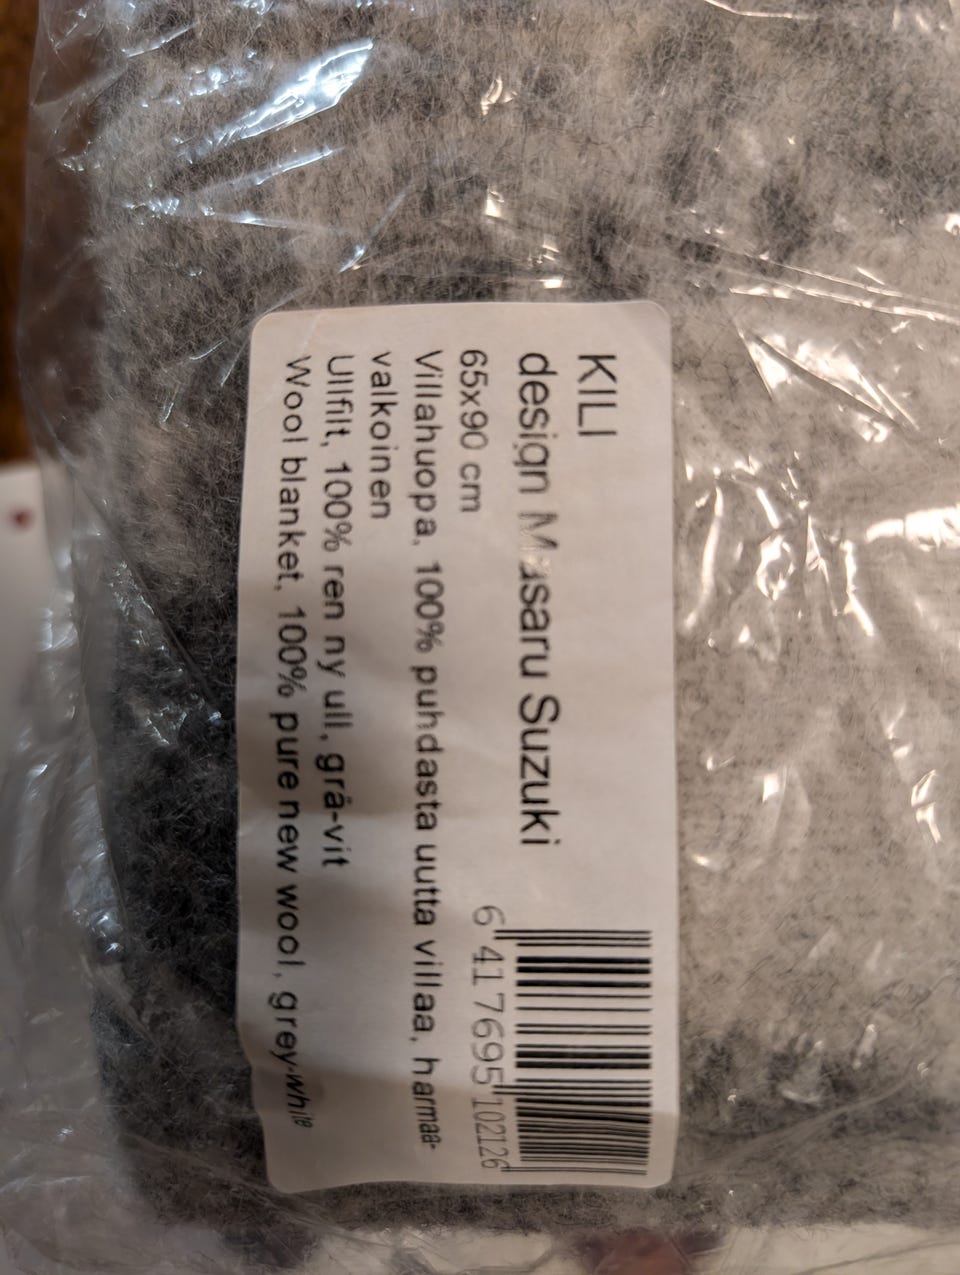 KILI
design Masaru Suzuki
65x90 cm
Villahuopa, 100% puhdasta uutta villaa, harmaa-
valkoinen
Ullfilt, 100% ren ny ull, grå-vit
Wool blanket, 100% pure new wool, grey-white
6 417695 102126